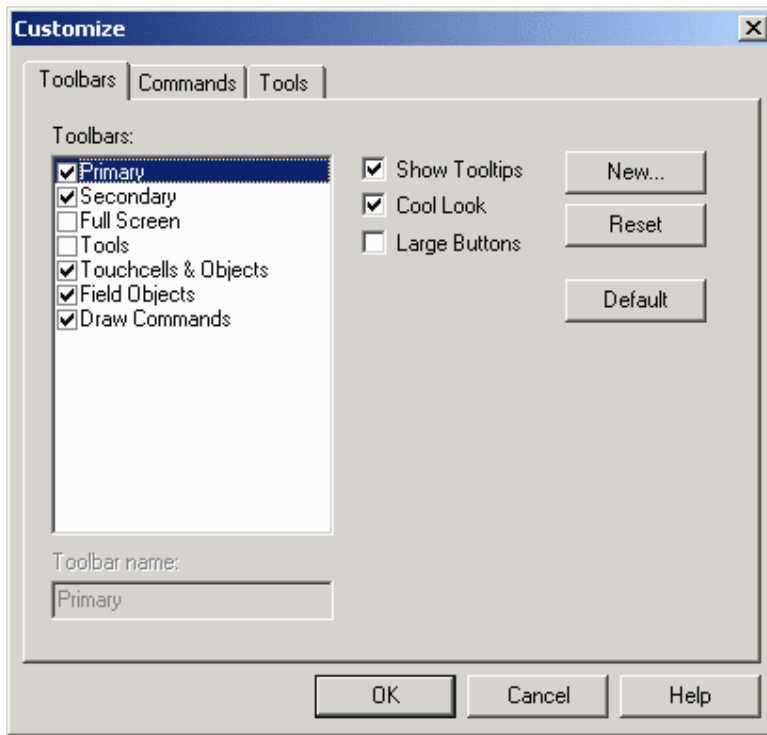 Customize
Toolbars Commands Tools
Toolbars:
Primary
Secondary
Full Screen
Tools
Touchcells & Objects
Field Objects
Draw Commands
Show Tooltips
Cool Look
Large Buttons
New...
Reset
Default
Toolbar name:
Primary
OK Cancel Help